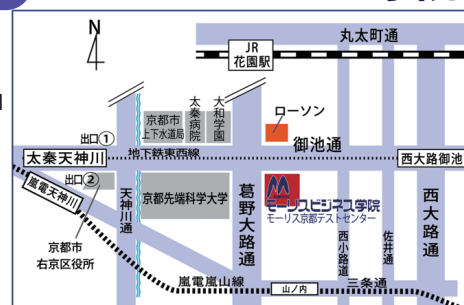 N
丸太町通
JR
花園駅
京都市
上下水道局
太秦病院
大和学園
ローソン
出口①
御池通
太秦天神川
地下鉄東西線
西大路御池
出口②
嵐電天神川
天神川通
京都先端科学大学
葛野大路通
M
モーリスビジネス学院
モーリス京都テストセンター
西小路通
佐井通
西大路通
京都市
右京区役所
嵐電嵐山線
山ノ内
三条通